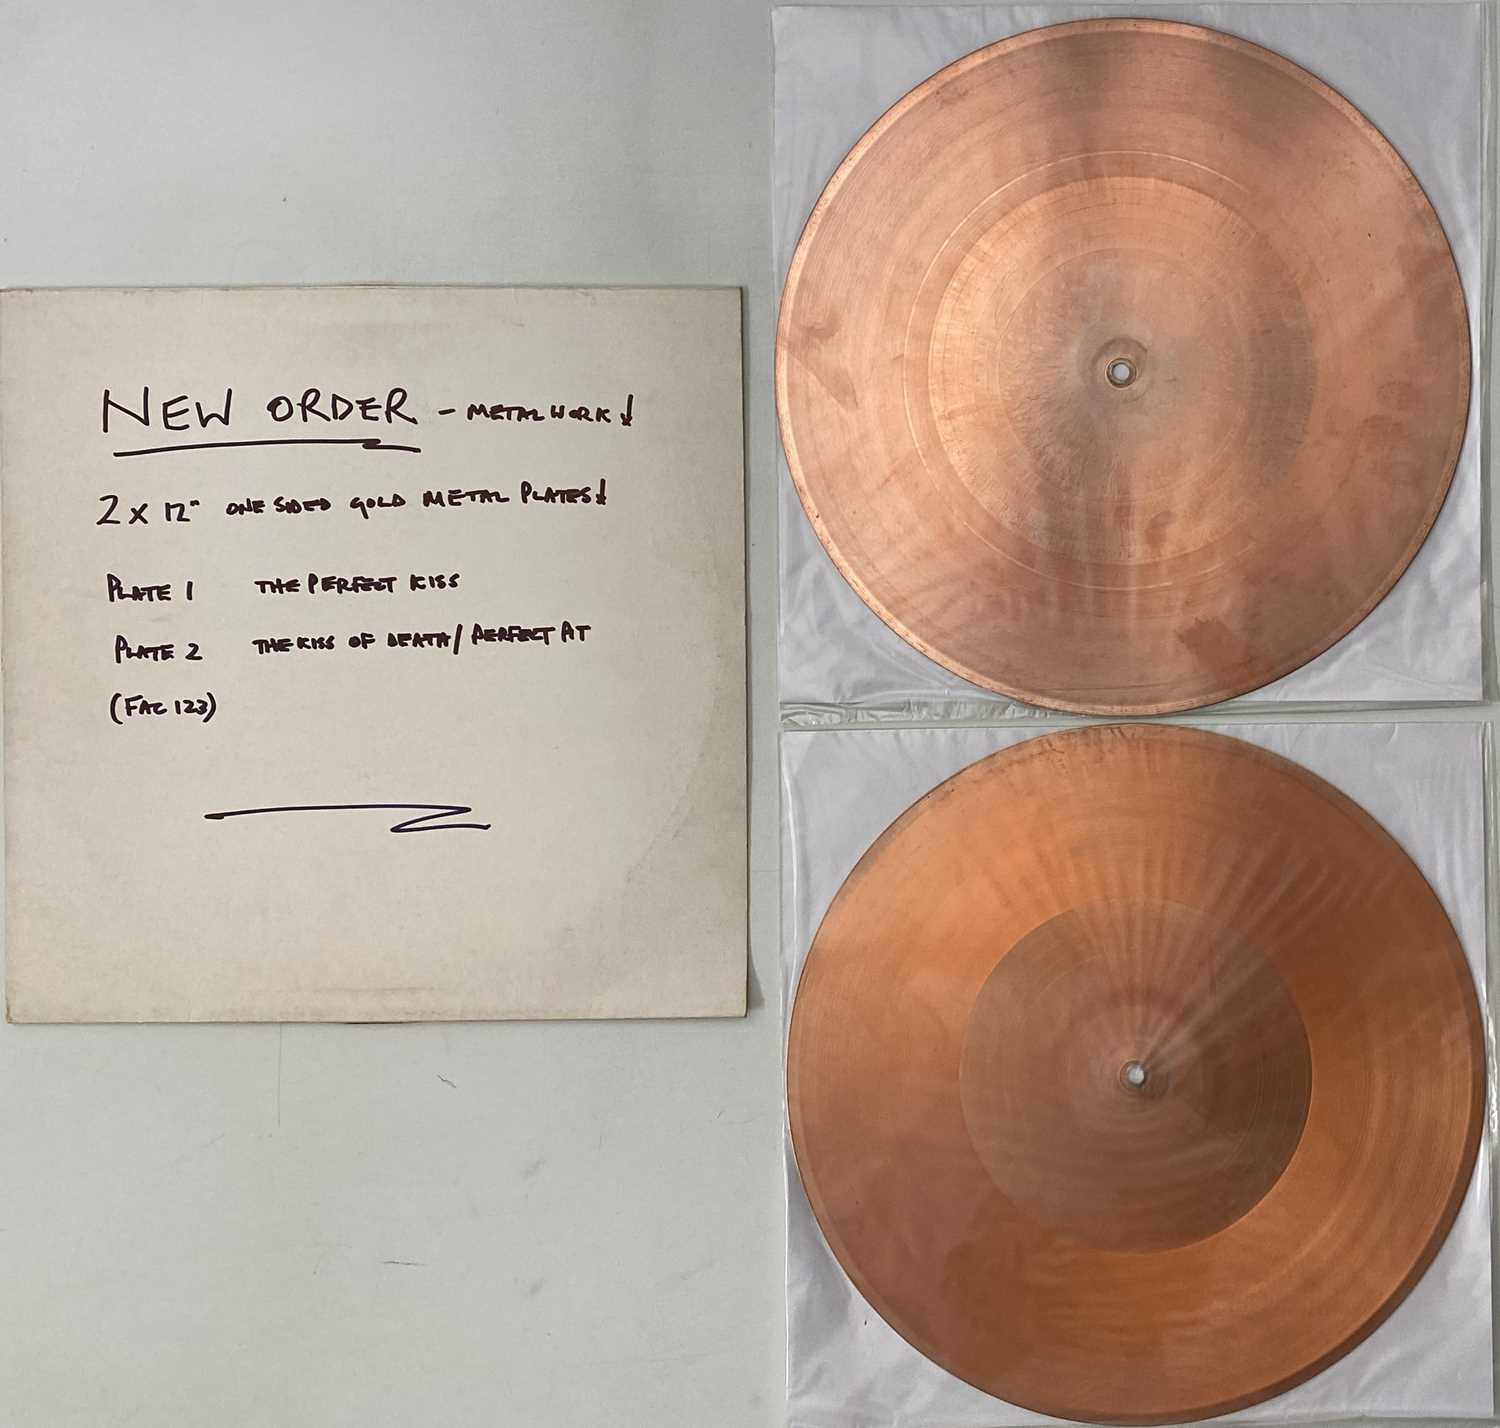 NEW ORDER - METALWORK!
2 x 12" ONE SIDED GOLD METAL PLATES!
PLATE 1 THE PERFECT KISS
PLATE 2 THE KISS OF DEATH/PERFECT PIT
(FAC 123)